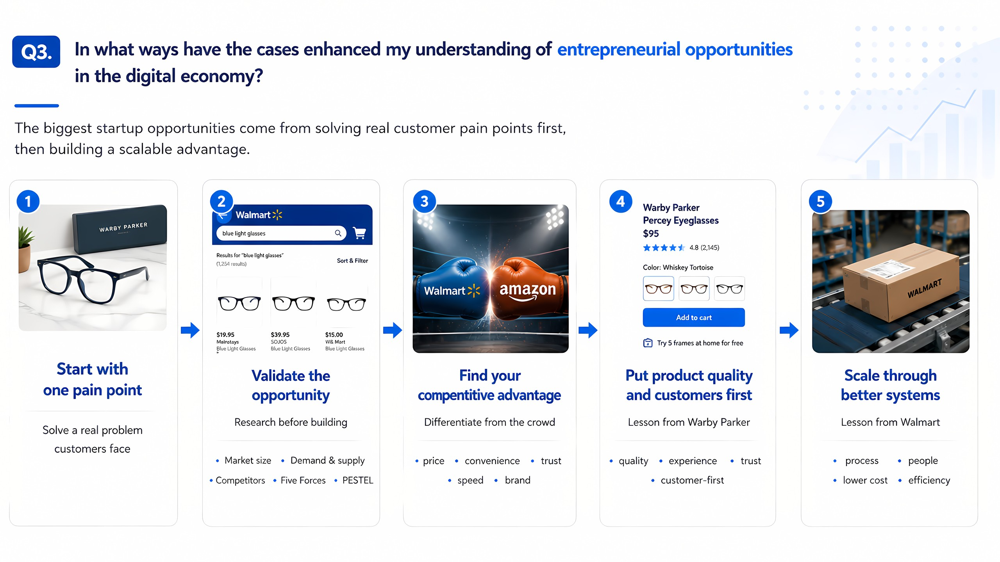 Q3.
In what ways have the cases enhanced my understanding of entrepreneurial opportunities
in the digital economy?
The biggest startup opportunities come from solving real customer pain points first,
then building a scalable advantage.
1
WARBY PARKER
Start with
one pain point
Solve a real problem
customers face
2
Walmart
blue light glasses
Results for "blue light glasses"
(1,254 results)
Sort & Filter
$19.95
$39.95
SOJOS
$15.00
Blue Light Glasses
Blue Light Glasses
Blue Light Glasses
Validate the
opportunity
Research before building
• Market size • Demand & supply
• Competitors • Five Forces • PESTEL
3
Walmart
amazon
Find your
competitive advantage
Differentiate from the crowd
• price • convenience • trust
• speed • brand
4
Warby Parker
Percey Eyeglasses
$95
4.8 (2,145)
Color: Whiskey Tortoise
Add to cart
Try 5 frames at home for free
Put product quality
and customers first
Lesson from Warby Parker
• quality • experience • trust
• customer-first
5
WALMART
Scale through
better systems
Lesson from Walmart
• process • people
• lower cost • efficiency